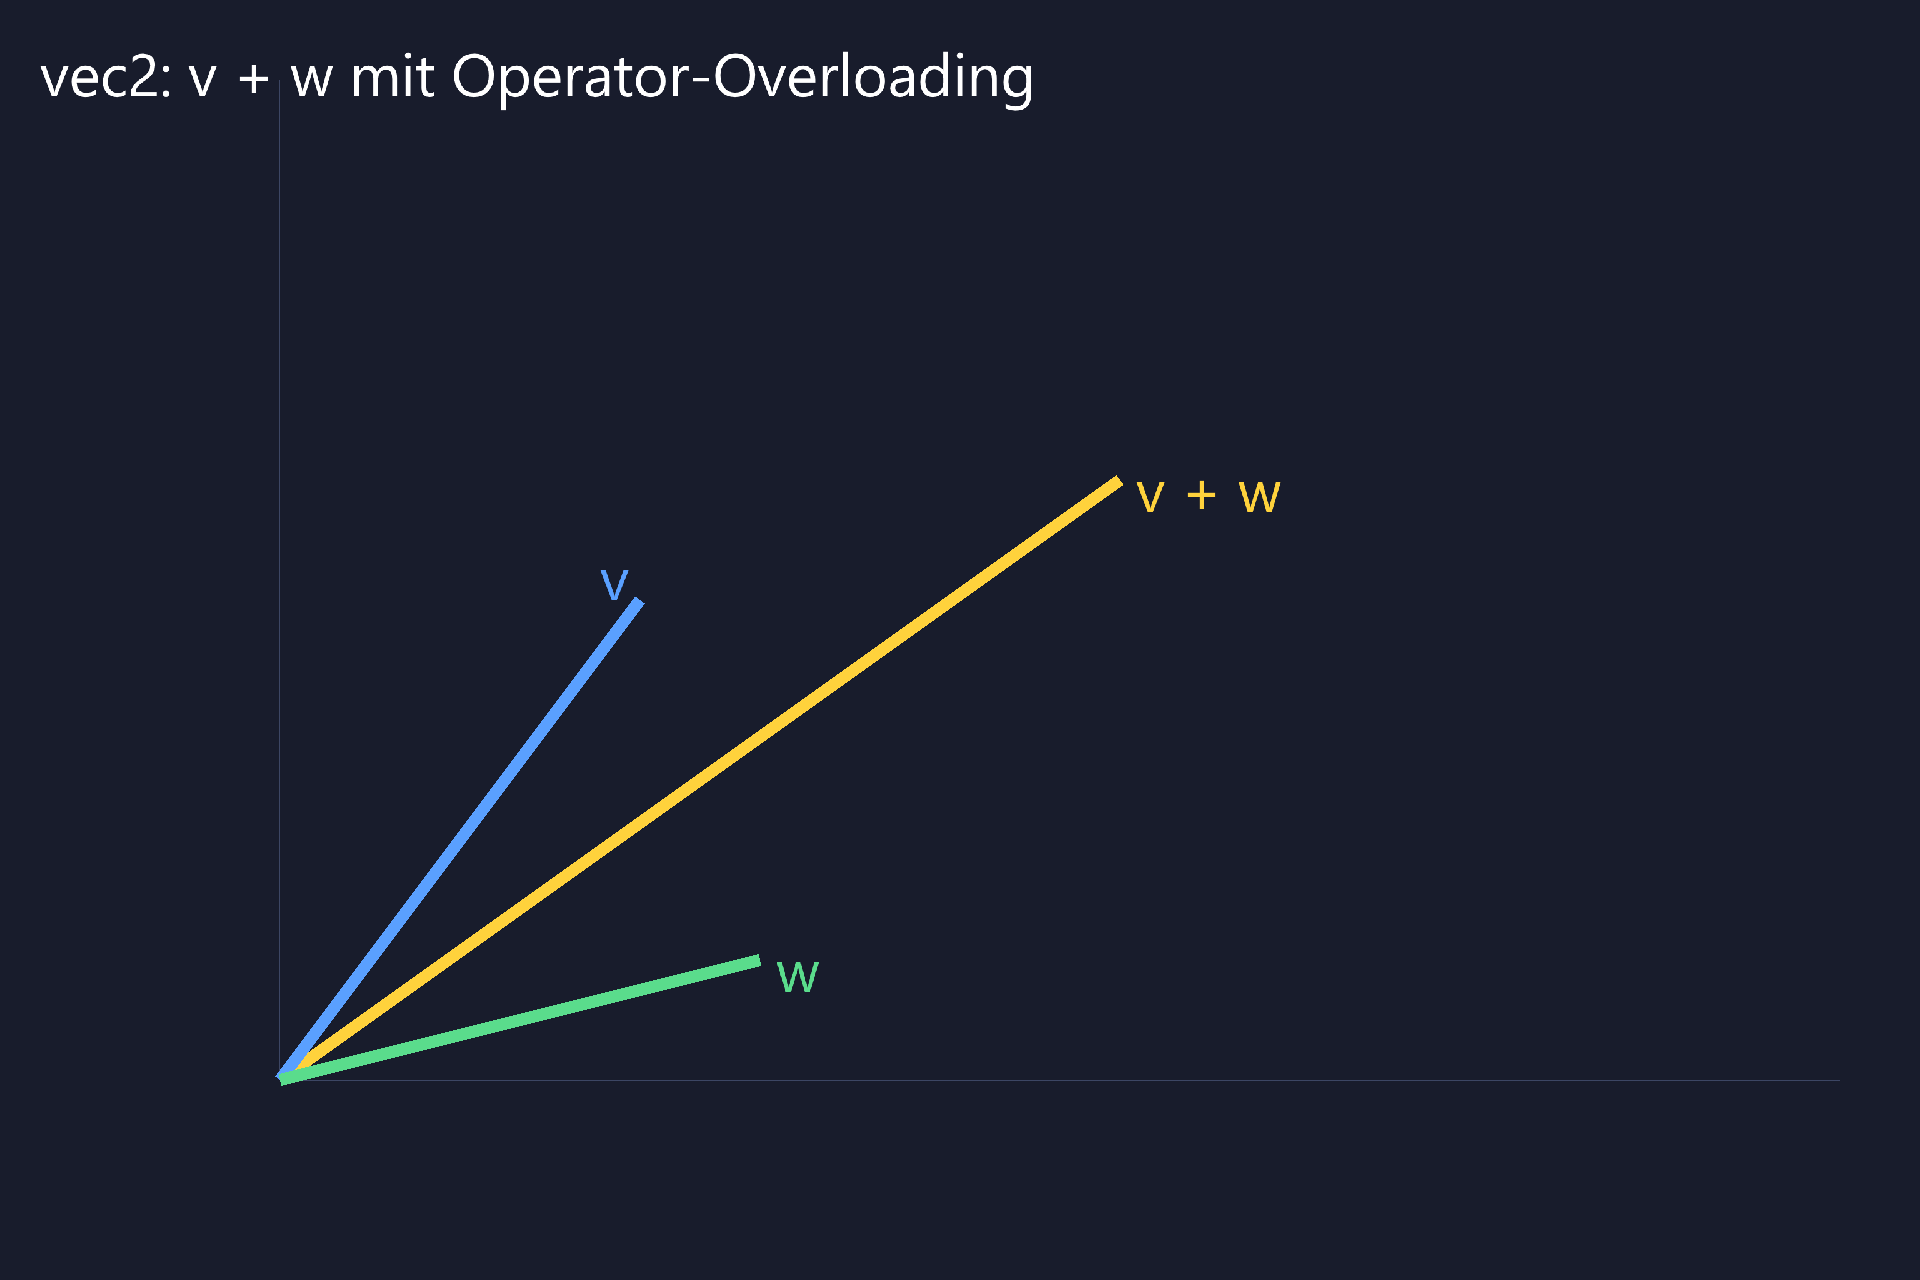 vec2: v + w mit Operator-Overloading
v + w
v
w